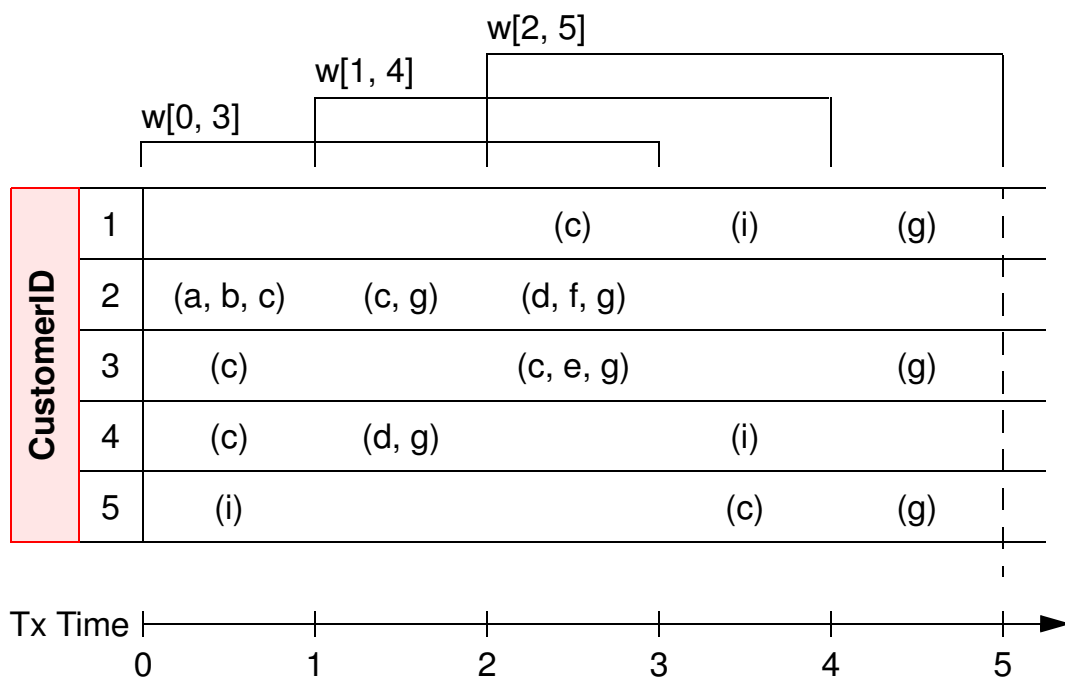 w[2, 5]
w[1, 4]
w[0, 3]
CustomerID
1 (c) (i) (g)
2 (a, b, c) (c, g) (d, f, g)
3 (c) (c, e, g) (g)
4 (c) (d, g) (i)
5 (i) (c) (g)
Tx Time
0 1 2 3 4 5